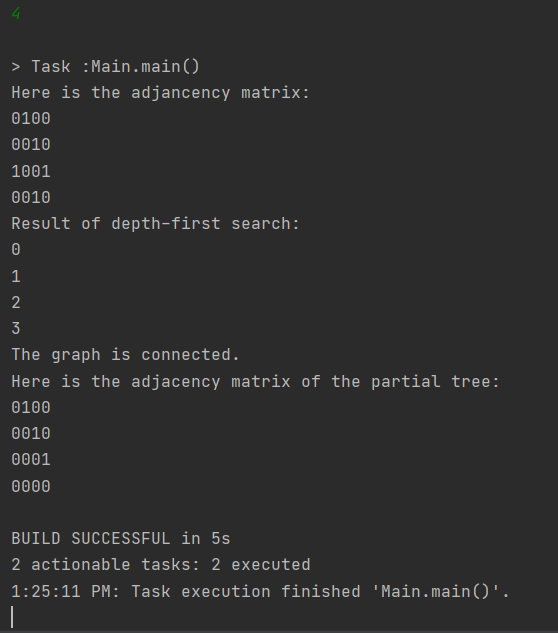 4
> Task :Main.main()
Here is the adjancency matrix:
0100
0010
1001
0010
Result of depth-first search:
0
1
2
3
The graph is connected.
Here is the adjacency matrix of the partial tree:
0100
0010
0001
0000
BUILD SUCCESSFUL in 5s
2 actionable tasks: 2 executed
1:25:11 PM: Task execution finished 'Main.main()'.